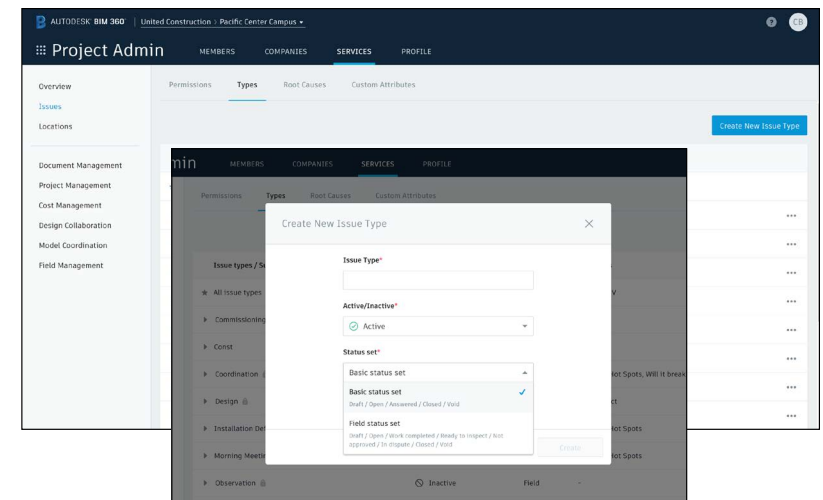 AUTODESK® BIM 360™ United Construction > Pacific Center Campus
CB
Project Admin MEMBERS COMPANIES SERVICES PROFILE
Overview
Issues
Locations
Document Management
Project Management
Cost Management
Design Collaboration
Model Coordination
Field Management
Permissions Types Root Causes Custom Attributes
Create New Issue Type
min MEMBERS COMPANIES SERVICES PROFILE
Permissions Types Root Causes Custom Attributes
Issue types / Se
All Issue types
Commissioning
Const
Coordination
Hot Spots, Will it break
Design
Installation Def
Hot Spots
Morning Meetin
Hot Spots
Observation Inactive Field -
Create New Issue Type
Issue Type*
Active/Inactive*
Active
Status set*
Basic status set
Basic status set
Draft / Open / Answered / Closed / Void
Field status set
Draft / Open / Work completed / Ready to inspect / Not
approved / In dispute / Closed / Void
Create